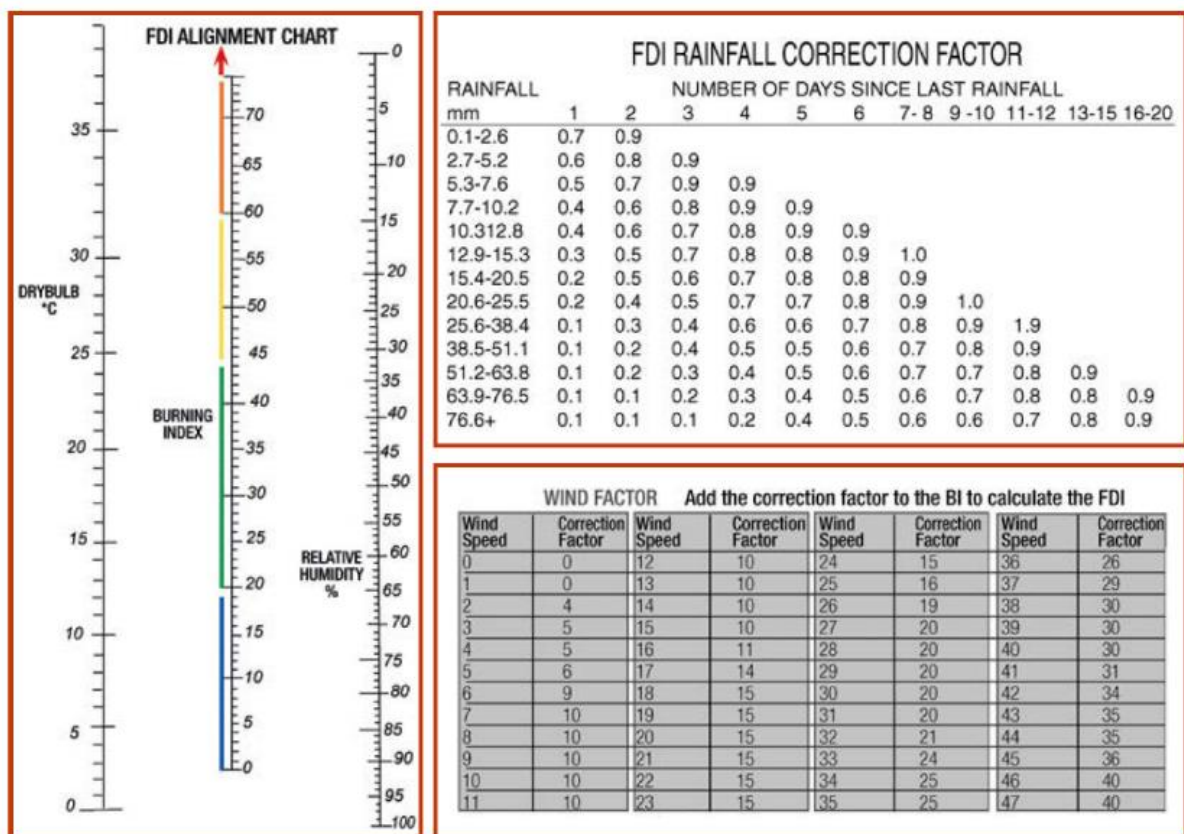 FDI ALIGNMENT CHART
DRYBULB
*C
35
30
25
20
15
10
5
0
BURNING
INDEX
70
65
60
55
50
45
40
35
30
25
20
15
10
5
0
RELATIVE
HUMIDITY
%
0
5
10
15
20
25
30
35
40
45
50
55
60
65
70
75
80
85
90
95
100
FDI RAINFALL CORRECTION FACTOR
RAINFALL NUMBER OF DAYS SINCE LAST RAINFALL
mm 1 2 3 4 5 6 7- 8 9 -10 11-12 13-15 16-20
0.1-2.6 0.7 0.9
2.7-5.2 0.6 0.8 0.9
5.3-7.6 0.5 0.7 0.9 0.9
7.7-10.2 0.4 0.6 0.8 0.9 0.9
10.312.8 0.4 0.6 0.7 0.8 0.9 0.9
12.9-15.3 0.3 0.5 0.7 0.8 0.8 0.9 1.0
15.4-20.5 0.2 0.5 0.6 0.7 0.8 0.8 0.9
20.6-25.5 0.2 0.4 0.5 0.7 0.7 0.8 0.9 1.0
25.6-38.4 0.1 0.3 0.4 0.6 0.6 0.7 0.8 0.9 1.9
38.5-51.1 0.1 0.2 0.4 0.5 0.5 0.6 0.7 0.8 0.9
51.2-63.8 0.1 0.2 0.3 0.4 0.5 0.6 0.7 0.7 0.8 0.9
63.9-76.5 0.1 0.1 0.2 0.3 0.4 0.5 0.6 0.7 0.8 0.8 0.9
76.6+ 0.1 0.1 0.1 0.2 0.4 0.5 0.6 0.6 0.7 0.8 0.9
WIND FACTOR Add the correction factor to the BI to calculate the FDI
Wind Correction Wind Correction Wind Correction Wind Correction
Speed Factor Speed Factor Speed Factor Speed Factor
0 0 12 10 24 15 36 26
1 0 13 10 25 16 37 29
2 4 14 10 26 19 38 30
3 5 15 10 27 20 39 30
4 5 16 11 28 20 40 30
5 6 17 14 29 20 41 31
6 9 18 15 30 20 42 34
7 10 19 15 31 20 43 35
8 10 20 15 32 21 44 35
9 10 21 15 33 24 45 36
10 10 22 15 34 25 46 40
11 10 23 15 35 25 47 40